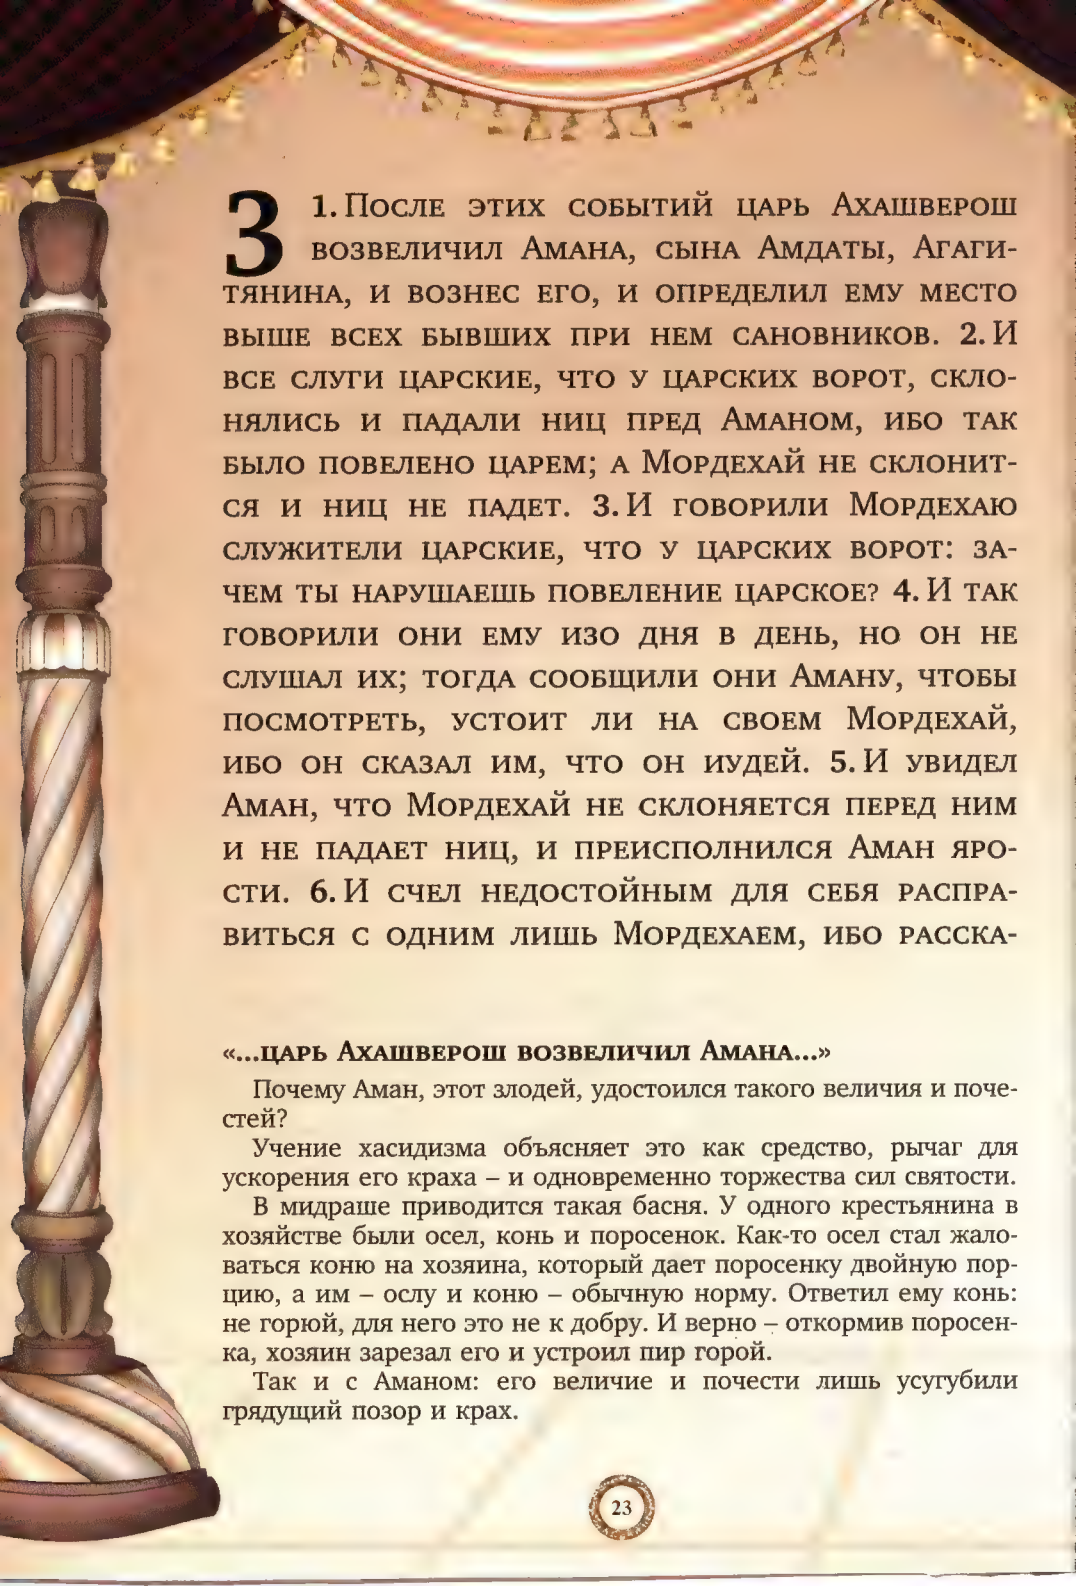 3 1. После этих событий царь Ахашверош
возвеличил Амана, сына Амдаты, Агаги-
тянина, и вознес его, и определил ему место
выше всех бывших при нем сановников. 2. И
все слуги царские, что у царских ворот, скло-
нялись и падали ниц пред Аманом, ибо так
было повелено царем; а Мордехай не склонит-
ся и ниц не падет. 3. И говорили Мордехаю
служители царские, что у царских ворот: за-
чем ты нарушаешь повеление царское? 4. И так
говорили они ему изо дня в день, но он не
слушал их; тогда сообщили они Аману, чтобы
посмотреть, устоит ли на своем Мордехай,
ибо он сказал им, что он иудей. 5. И увидел
Аман, что Мордехай не склоняется перед ним
и не падает ниц, и преисполнился Аман яро-
сти. 6. И счел недостойным для себя распра-
виться с одним лишь Мордехаем, ибо расска-
«...царь Ахашверош возвеличил Амана...»
Почему Аман, этот злодей, удостоился такого величия и поче-
стей?
Учение хасидизма объясняет это как средство, рычаг для
ускорения его краха – и одновременно торжества сил святости.
В мидраше приводится такая басня. У одного крестьянина в
хозяйстве были осел, конь и поросенок. Как-то осел стал жало-
ваться коню на хозяина, который дает поросенку двойную пор-
цию, а им – ослу и коню – обычную норму. Ответил ему конь:
не горюй, для него это не к добру. И верно – откормив поросен-
ка, хозяин зарезал его и устроил пир горой.
Так и с Аманом: его величие и почести лишь усугубили
грядущий позор и крах.
23